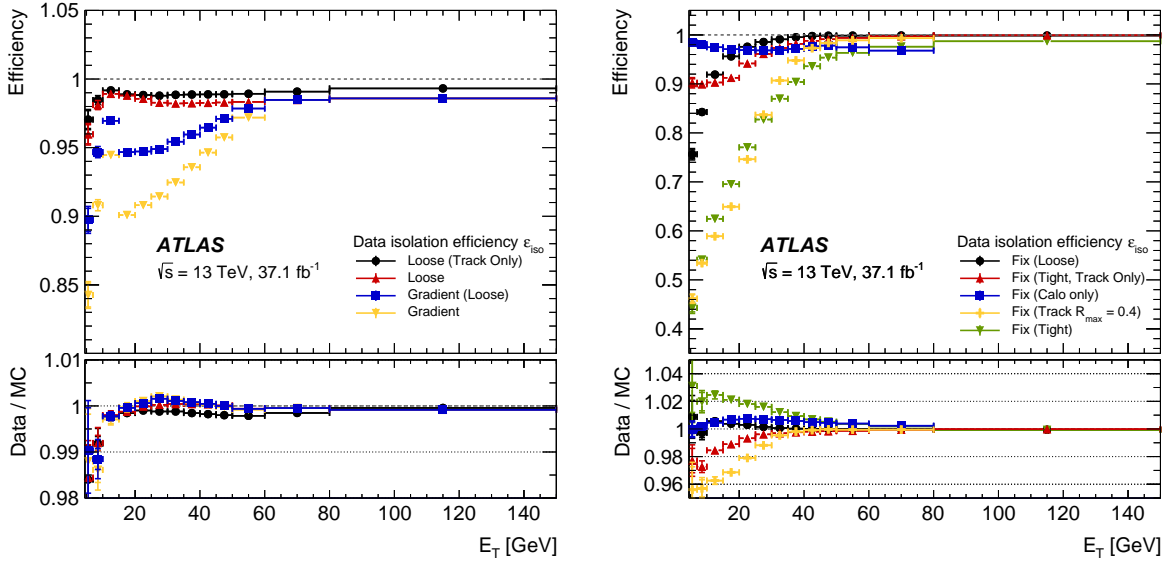 Efficiency
1
0.95
0.9
0.85
ATLAS
√s = 13 TeV, 37.1 fb⁻¹
Data isolation efficiency ε_iso
Loose (Track Only)
Loose
Gradient (Loose)
Gradient
Data / MC
1.01
1.00
0.99
0.98
20 40 60 80 100 120 140
E_T [GeV]
Efficiency
1
0.9
0.8
0.7
0.6
0.5
0.4
ATLAS
√s = 13 TeV, 37.1 fb⁻¹
Data isolation efficiency ε_iso
Fix (Loose)
Fix (Tight, Track Only)
Fix (Calo only)
Fix (Track R_max = 0.4)
Fix (Tight)
Data / MC
1.04
1.02
1.00
0.98
0.96
20 40 60 80 100 120 140
E_T [GeV]